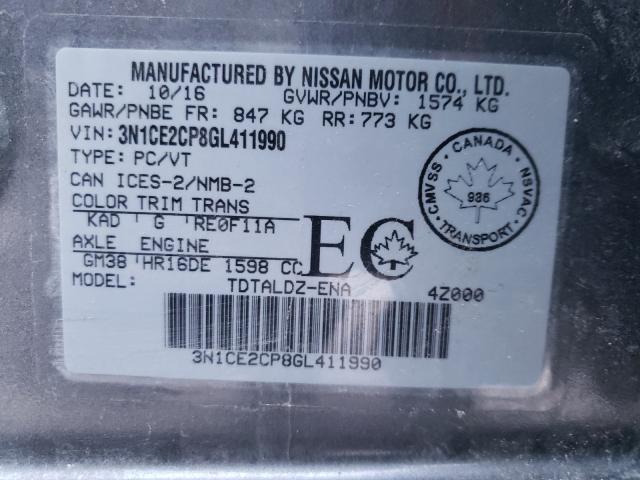 MANUFACTURED BY NISSAN MOTOR CO., LTD.
DATE: 10/16 GVWR/PNBV: 1574 KG
GAWR/PNBE FR: 847 KG RR: 773 KG
VIN: 3N1CE2CP8GL411990
TYPE: PC/VT
CAN ICES-2/NMB-2
COLOR TRIM TRANS
KAD G RE0F11A
AXLE ENGINE
GM38 HR16DE 1598 CC
MODEL: TDTALDZ-ENA 4Z000
EC
CANADA
CMVSS NSVAC
936
TRANSPORT
3N1CE2CP8GL411990